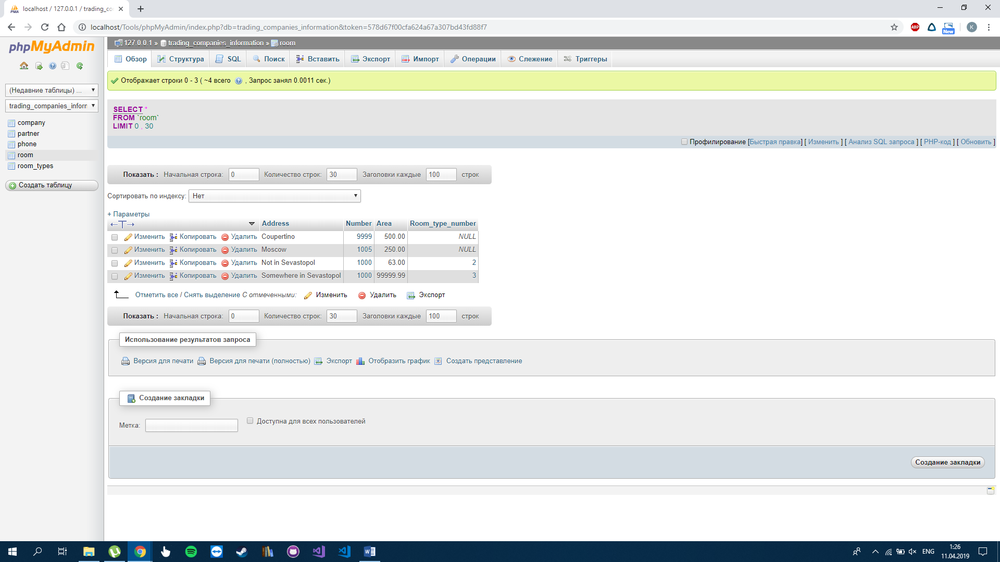 localhost / 127.0.0.1 / trading_co
localhost/Tools/phpMyAdmin/index.php?db=trading_companies_information&token=578d67f00cfa624a67a307bd43fd88f7
ABP
New
K
phpMyAdmin
(Недавние таблицы) ...
trading_companies_inforn
company
partner
phone
room
room_types
Создать таблицу
127.0.0.1 » trading_companies_information » room
Обзор Структура SQL Поиск Вставить Экспорт Импорт Операции Слежение Триггеры
Отображает строки 0 - 3 ( ~4 всего , Запрос занял 0.0011 сек.)
SELECT *
FROM `room`
LIMIT 0 , 30
Профилирование [Быстрая правка] [ Изменить ] [ Анализ SQL запроса ] [ PHP-код ] [ Обновить ]
Показать : Начальная строка: 0 Количество строк: 30 Заголовки каждые 100 строк
Сортировать по индексу: Нет
+ Параметры
←T→ Address Number Area Room_type_number
Изменить Копировать Удалить Coupertino 9999 500.00 NULL
Изменить Копировать Удалить Moscow 1005 250.00 NULL
Изменить Копировать Удалить Not in Sevastopol 1000 63.00 2
Изменить Копировать Удалить Somewhere in Sevastopol 1000 99999.99 3
Отметить все / Снять выделение С отмеченными: Изменить Удалить Экспорт
Показать : Начальная строка: 0 Количество строк: 30 Заголовки каждые 100 строк
Использование результатов запроса
Версия для печати Версия для печати (полностью) Экспорт Отобразить график Создать представление
Создание закладки
Метка: Доступна для всех пользователей
Создание закладки
ENG
1:26
11.04.2019